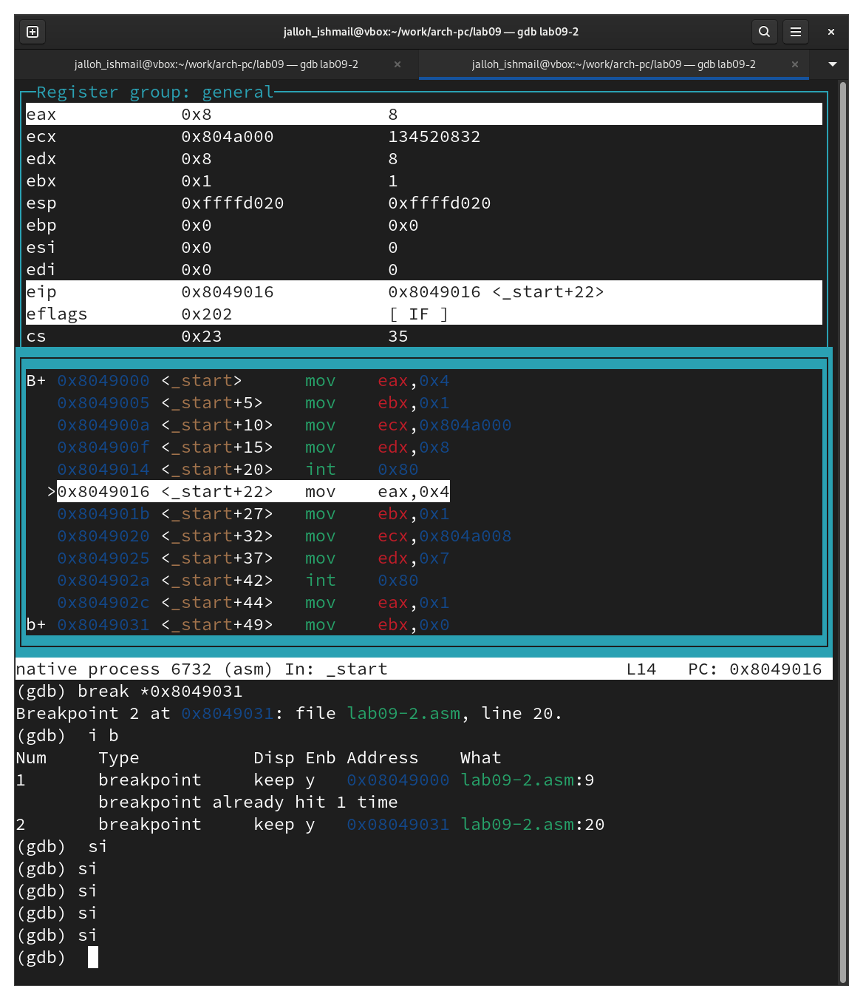 jalloh_ishmail@vbox:~/work/arch-pc/lab09 — gdb lab09-2
jalloh_ishmail@vbox:~/work/arch-pc/lab09 — gdb lab09-2 × jalloh_ishmail@vbox:~/work/arch-pc/lab09 — gdb lab09-2 ×
Register group: general
eax 0x8 8
ecx 0x804a000 134520832
edx 0x8 8
ebx 0x1 1
esp 0xffffd020 0xffffd020
ebp 0x0 0x0
esi 0x0 0
edi 0x0 0
eip 0x8049016 0x8049016 <_start+22>
eflags 0x202 [ IF ]
cs 0x23 35
B+ 0x8049000 <_start> mov eax,0x4
0x8049005 <_start+5> mov ebx,0x1
0x804900a <_start+10> mov ecx,0x804a000
0x804900f <_start+15> mov edx,0x8
0x8049014 <_start+20> int 0x80
>0x8049016 <_start+22> mov eax,0x4
0x804901b <_start+27> mov ebx,0x1
0x8049020 <_start+32> mov ecx,0x804a008
0x8049025 <_start+37> mov edx,0x7
0x804902a <_start+42> int 0x80
0x804902c <_start+44> mov eax,0x1
b+ 0x8049031 <_start+49> mov ebx,0x0
native process 6732 (asm) In: _start L14 PC: 0x8049016
(gdb) break *0x8049031
Breakpoint 2 at 0x8049031: file lab09-2.asm, line 20.
(gdb) i b
Num Type Disp Enb Address What
1 breakpoint keep y 0x08049000 lab09-2.asm:9
breakpoint already hit 1 time
2 breakpoint keep y 0x08049031 lab09-2.asm:20
(gdb) si
(gdb) si
(gdb) si
(gdb) si
(gdb) si
(gdb)